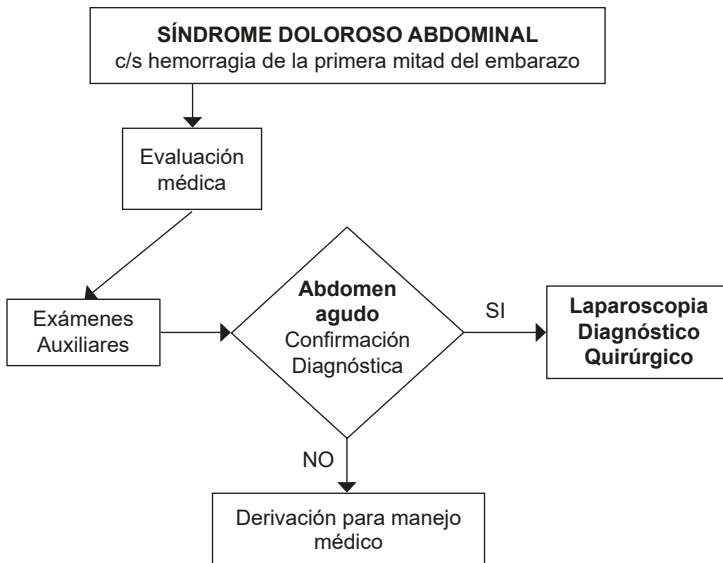 SÍNDROME DOLOROSO ABDOMINAL
c/s hemorragia de la primera mitad del embarazo
Evaluación
médica
Exámenes
Auxiliares
Abdomen
agudo
Confirmación
Diagnóstica
SI
Laparoscopia
Diagnóstico
Quirúrgico
NO
Derivación para manejo
médico